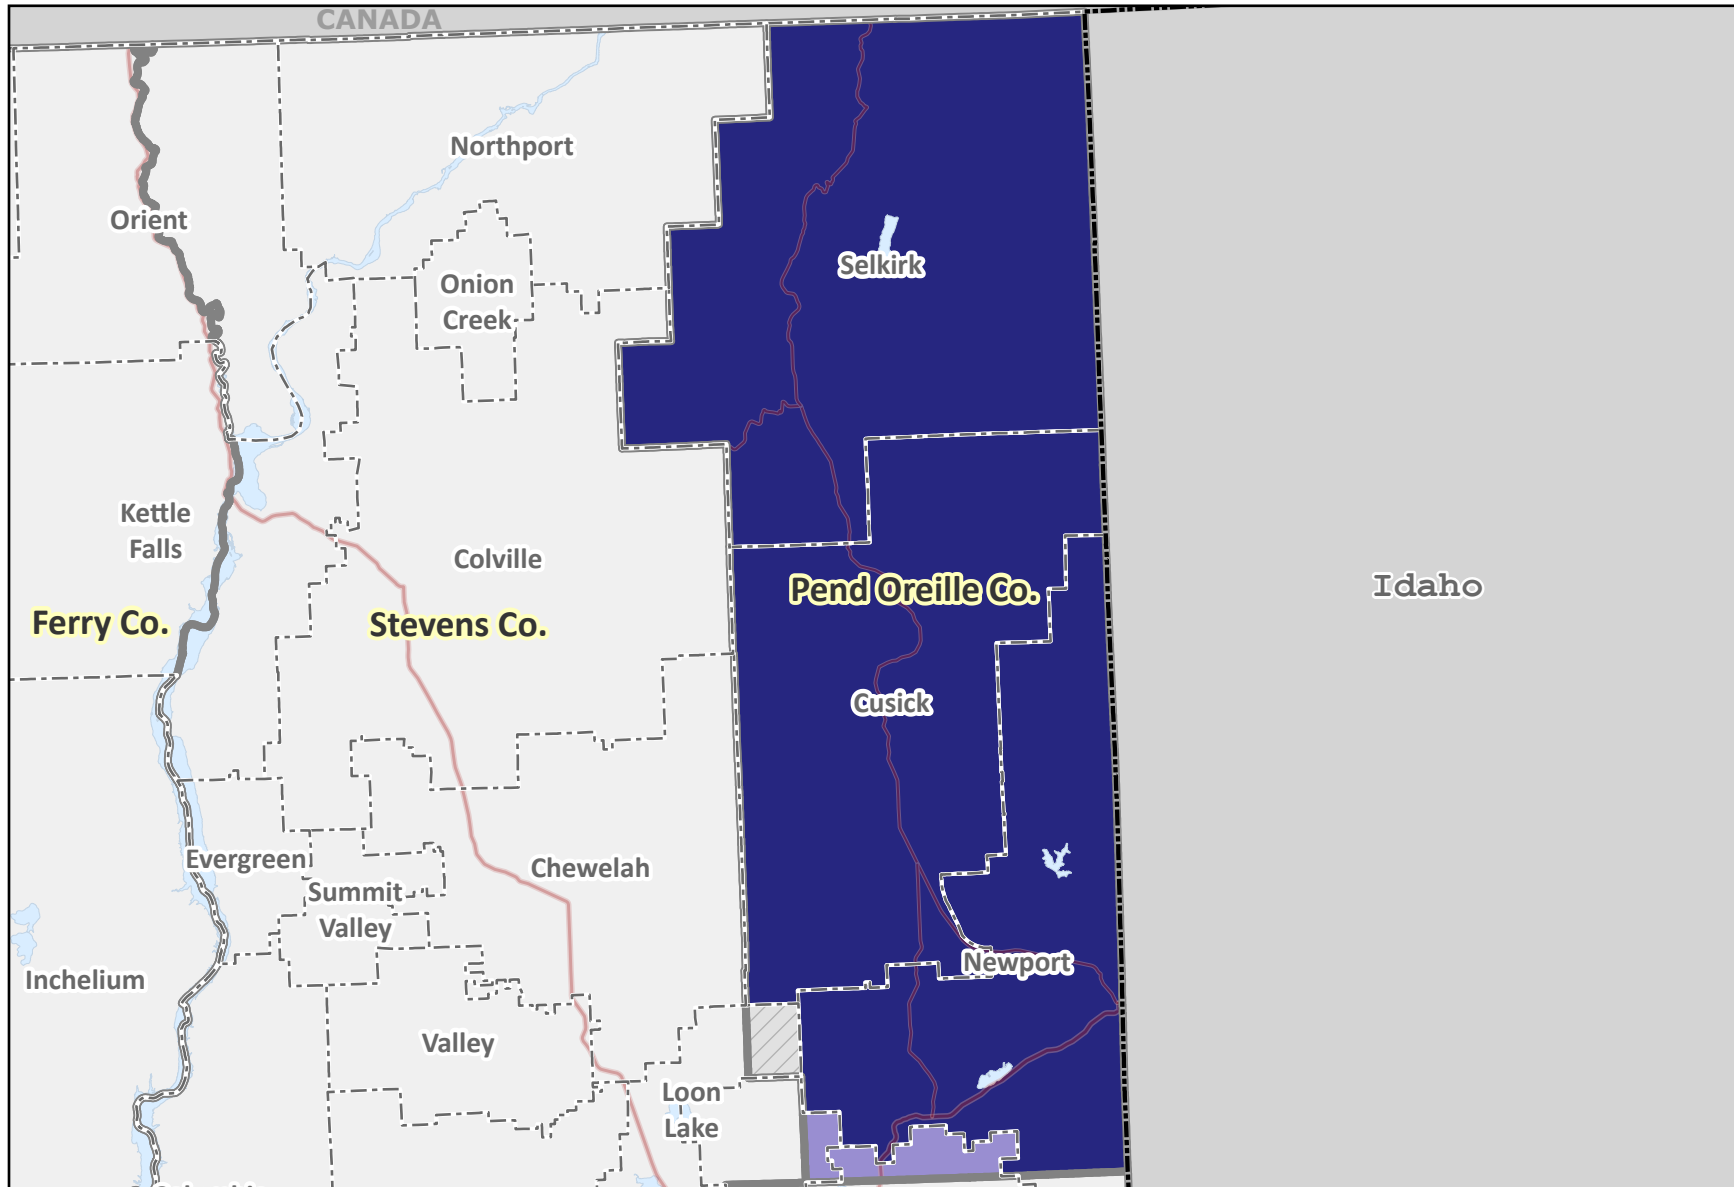 CANADA
Northport
Orient
Selkirk
Onion
Creek
Kettle
Falls
Colville
Idaho
Pend Oreille Co.
Ferry Co.
Stevens Co.
Cusick
Evergreen
Chewelah
Summit
Valley
Newport
Inchelium
Valley
Loon
Lake